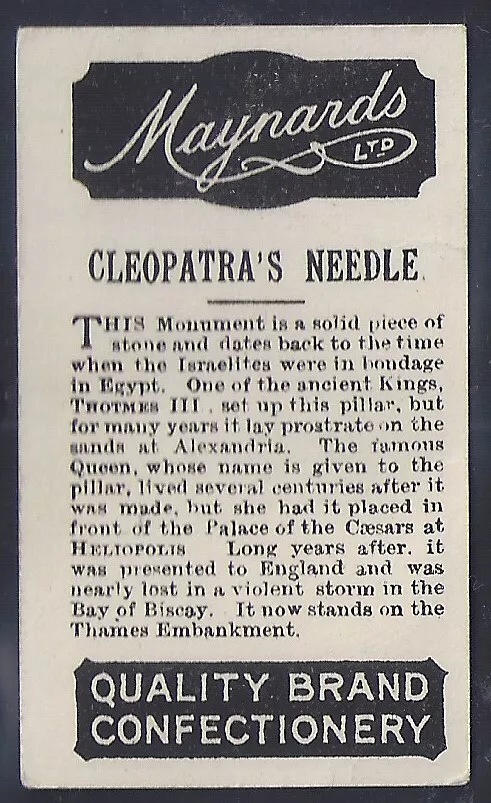 Maynards
LTD
CLEOPATRA'S NEEDLE.
THIS Monument is a solid piece of
stone and dates back to the time
when the Israelites were in bondage
in Egypt. One of the ancient Kings,
THOTMES III, set up this pillar, but
for many years it lay prostrate on the
sands at Alexandria. The famous
Queen, whose name is given to the
pillar, lived several centuries after it
was made, but she had it placed in
front of the Palace of the Cæsars at
HELIOPOLIS Long years after, it
was presented to England and was
nearly lost in a violent storm in the
Bay of Biscay. It now stands on the
Thames Embankment.
QUALITY BRAND
CONFECTIONERY